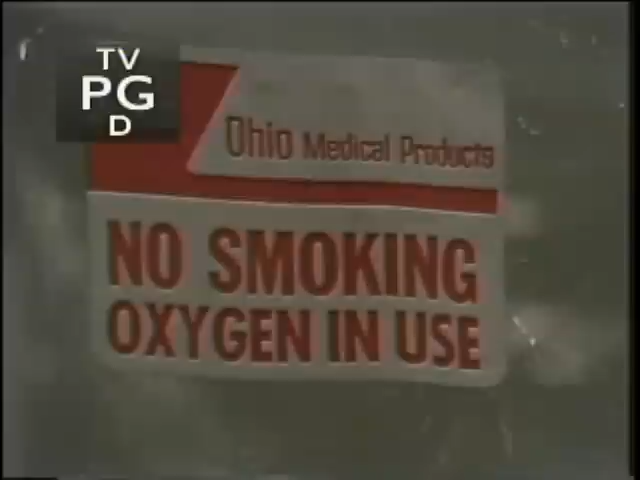 TV
PG
D
Ohio Medical Products
NO SMOKING
OXYGEN IN USE